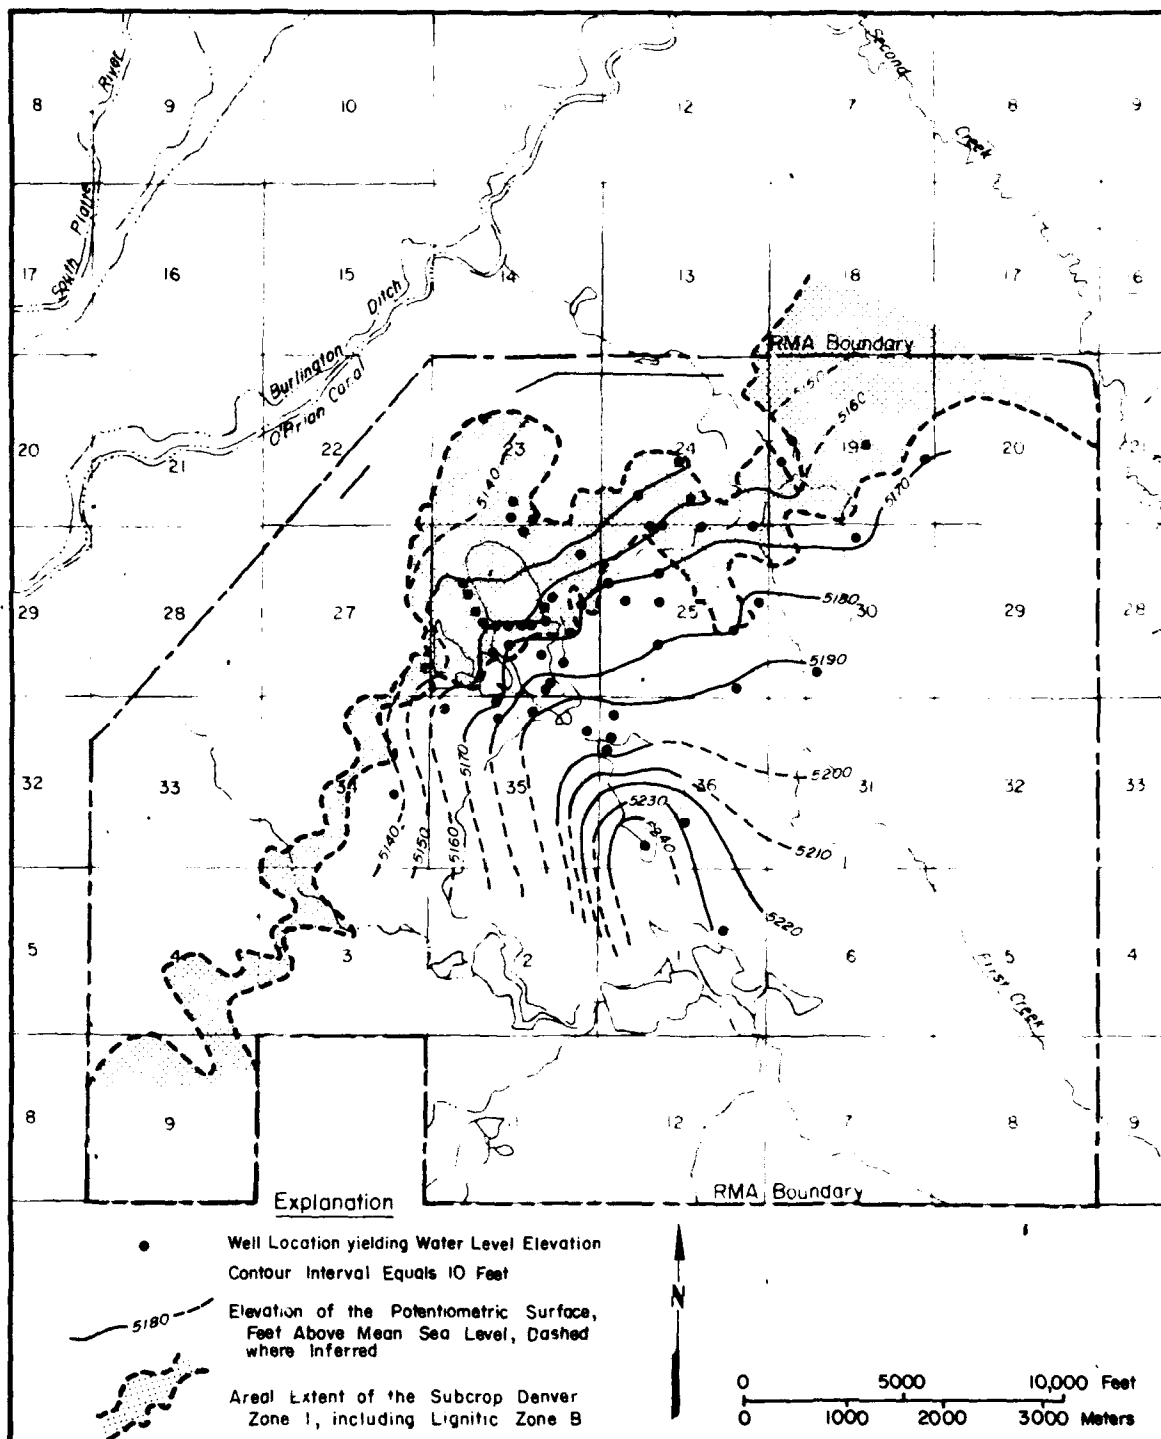 South Platte River
Second Creek
8 9 10 12 7 8 9
17 16 15 14 13 18 17 6
Burlington Ditch
O'Brian Canal
RMA Boundary
5150
5160
20 21 22 23 24 19 20 21
5140
5170
29 28 27 25 30 29 28
5180
5190
32 33 34 35 36 31 32 33
5200
5170
5230
5240
5140
5150
5160
5210
5220
5 4 3 2 6 5 4
First Creek
8 9 12 7 8 9
RMA Boundary
Explanation
Well Location yielding Water Level Elevation
Contour Interval Equals 10 Feet
5180
Elevation of the Potentiometric Surface,
Feet Above Mean Sea Level, Dashed
where Inferred
Areal Extent of the Subcrop Denver
Zone 1, including Lignitic Zone B
N
0 5000 10,000 Feet
0 1000 2000 3000 Meters